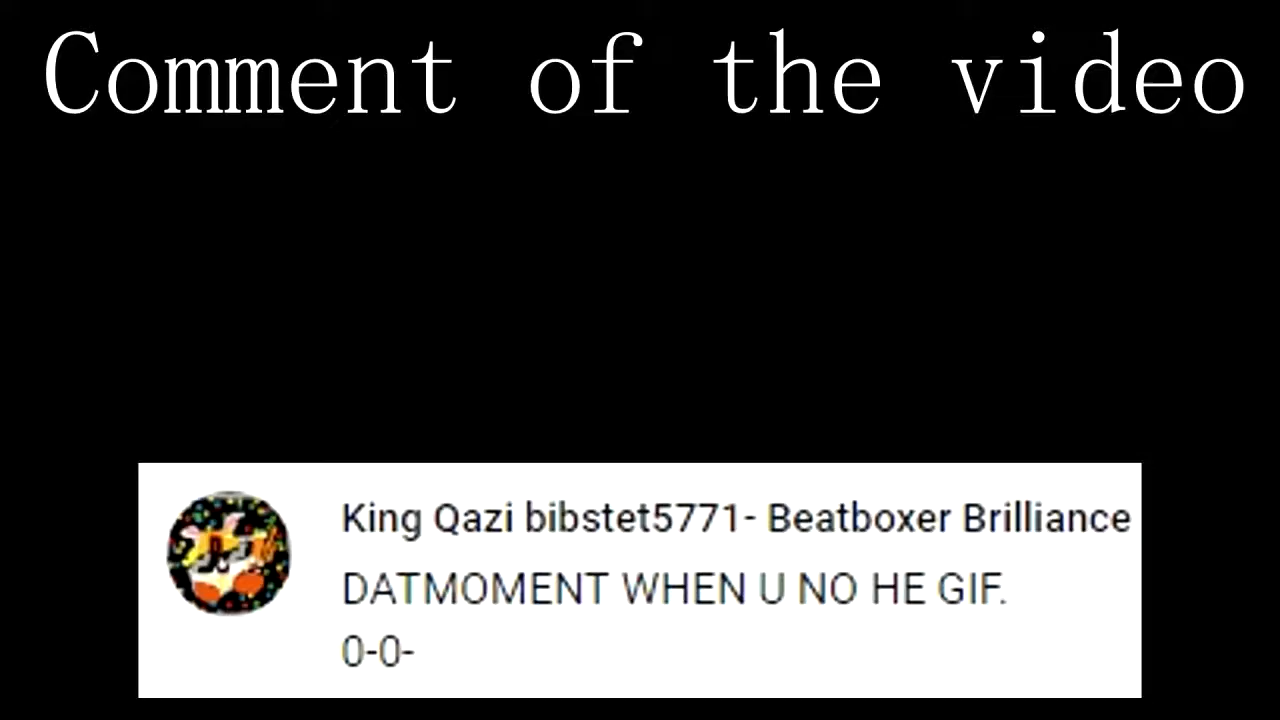 Comment of the video
King Qazi bibstet5771- Beatboxer Brilliance
DATMOMENT WHEN U NO HE GIF.
0-0-